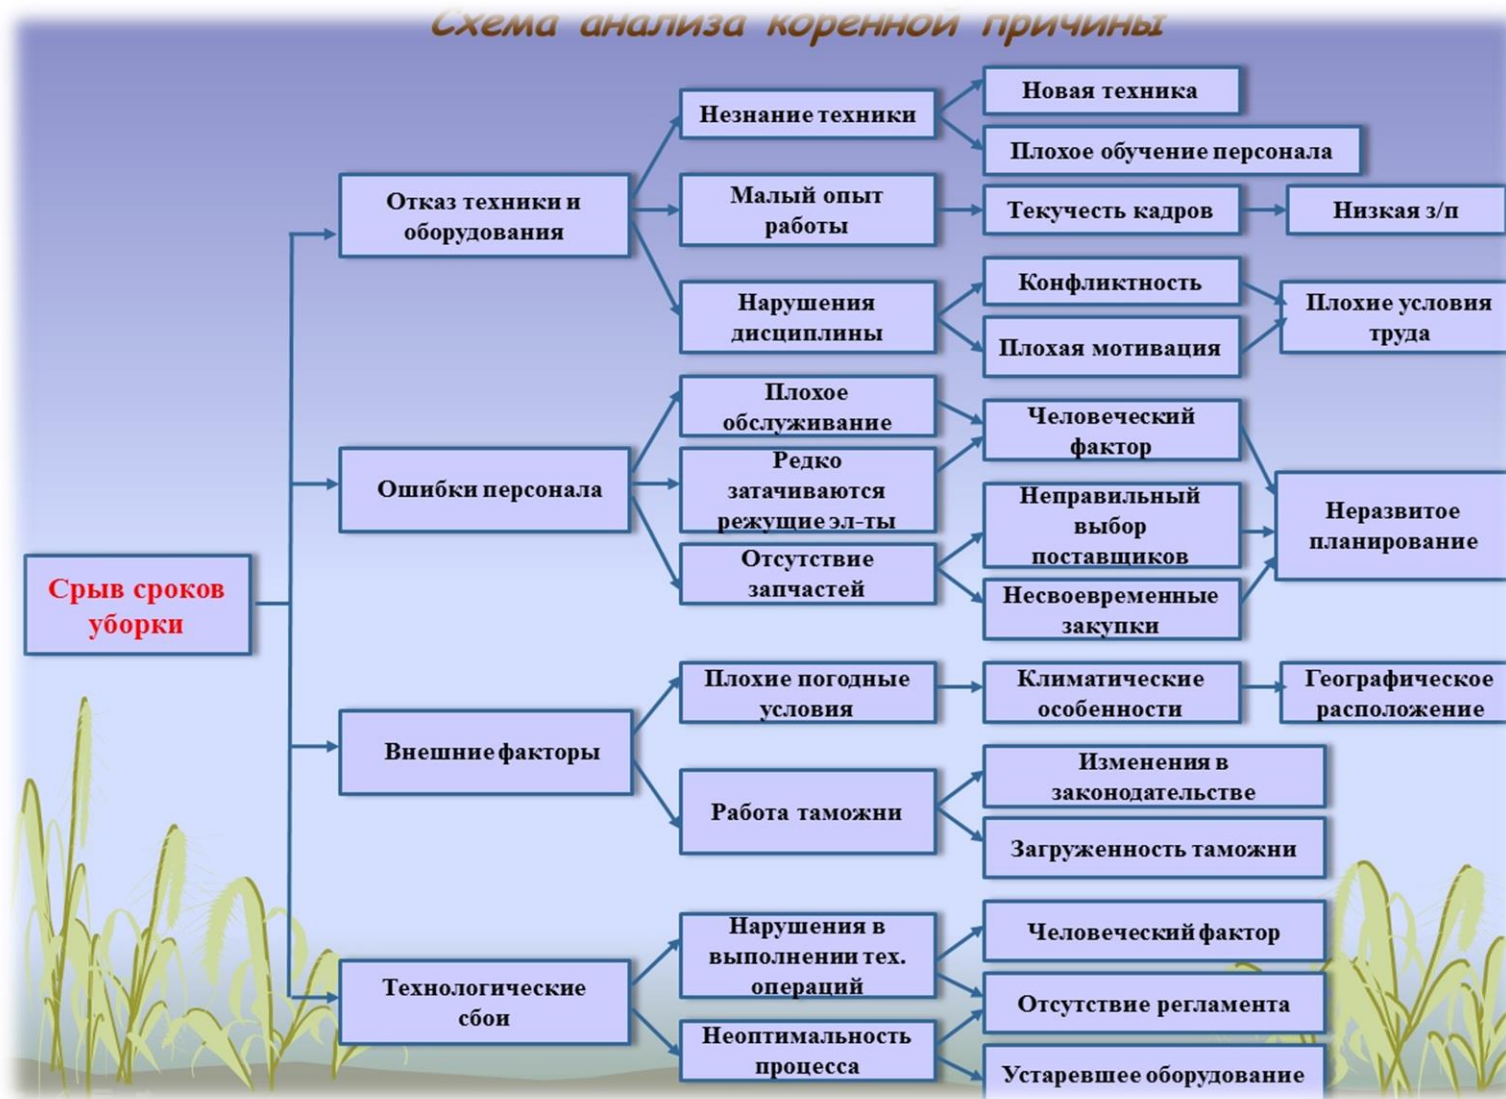 Схема анализа коренной причины
Срыв сроков
уборки
Отказ техники и
оборудования
Незнание техники
Новая техника
Плохое обучение персонала
Малый опыт
работы
Текучесть кадров
Низкая з/п
Нарушения
дисциплины
Конфликтность
Плохая мотивация
Плохие условия
труда
Ошибки персонала
Плохое
обслуживание
Редко
затачиваются
режущие эл-ты
Отсутствие
запчастей
Человеческий
фактор
Неправильный
выбор
поставщиков
Несвоевременные
закупки
Неразвитое
планирование
Внешние факторы
Плохие погодные
условия
Климатические
особенности
Географическое
расположение
Работа таможни
Изменения в
законодательстве
Загруженность таможни
Технологические
сбои
Нарушения в
выполнении тех.
операций
Человеческий фактор
Отсутствие регламента
Неоптимальность
процесса
Устаревшее оборудование